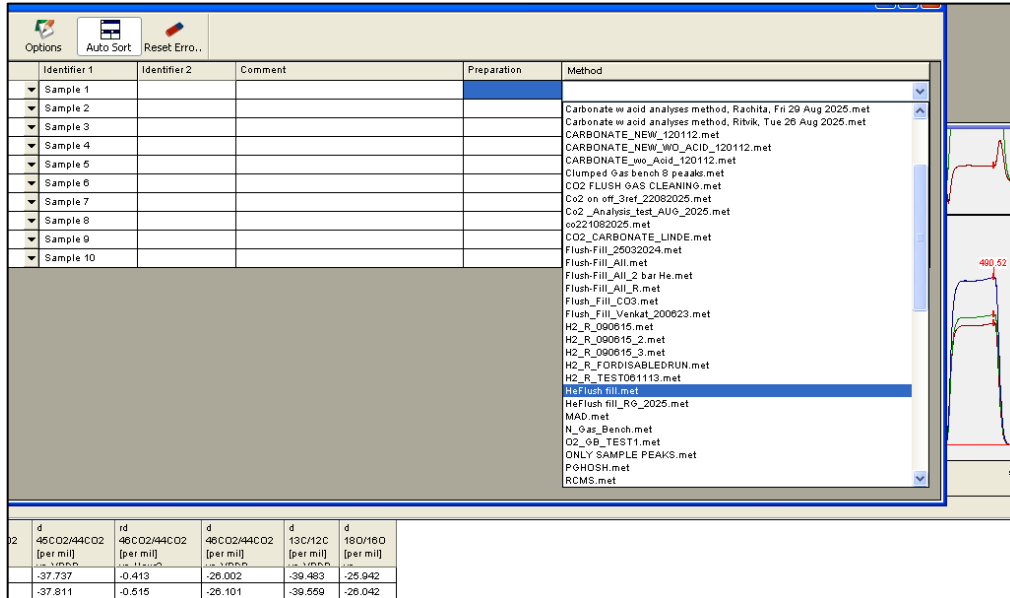 Options Auto Sort Reset Erro..
Identifier 1 Identifier 2 Comment Preparation Method
Sample 1
Sample 2
Sample 3
Sample 4
Sample 5
Sample 6
Sample 7
Sample 8
Sample 9
Sample 10
Carbonate w acid analyses method, Rachita, Fri 29 Aug 2025.met
Carbonate w acid analyses method, Ritvik, Tue 26 Aug 2025.met
CARBONATE_NEW_120112.met
CARBONATE_NEW_WO_ACID_120112.met
CARBONATE_wo_Acid_120112.met
Clumped Gas bench 8 peaaks.met
CO2 FLUSH GAS CLEANING.met
Co2 on off_3ref_22082025.met
Co2 _Analysis_test_AUG_2025.met
co221082025.met
CO2_CARBONATE_LINDE.met
Flush-Fill_25032024.met
Flush-Fill_All.met
Flush-Fill_All_2 bar He.met
Flush-Fill_All_R.met
Flush_Fill_CO3.met
Flush_Fill_Venkat_200623.met
H2_R_090615.met
H2_R_090615_2.met
H2_R_090615_3.met
H2_R_FORDISABLEDRUN.met
H2_R_TEST061113.met
HeFlush fill.met
HeFlush fill_RG_2025.met
MAD.met
N_Gas_Bench.met
O2_GB_TEST1.met
ONLY SAMPLE PEAKS.met
PGHOSH.met
RCMS.met
490.52
d rd d d d
45CO2/44CO2 46CO2/44CO2 46CO2/44CO2 13C/12C 18O/16O
[per mil] [per mil] [per mil] [per mil] [per mil]
-37.737 -0.413 -26.002 -39.483 -25.942
-37.811 -0.515 -26.101 -39.559 -26.042